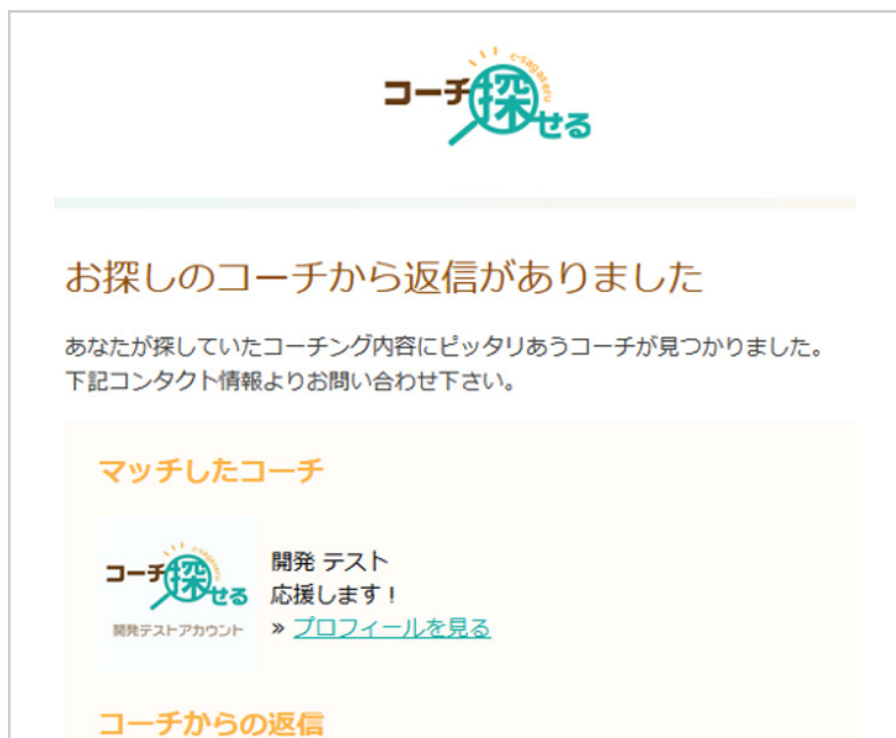 c-sagaseru
コーチ探せる
お探しのコーチから返信がありました
あなたが探していたコーチング内容にピッタリあうコーチが見つかりました。
下記コンタクト情報よりお問い合わせ下さい。
マッチしたコーチ
c-sagaseru
コーチ探せる
開発テストアカウント
開発 テスト
応援します！
» プロフィールを見る
コーチからの返信